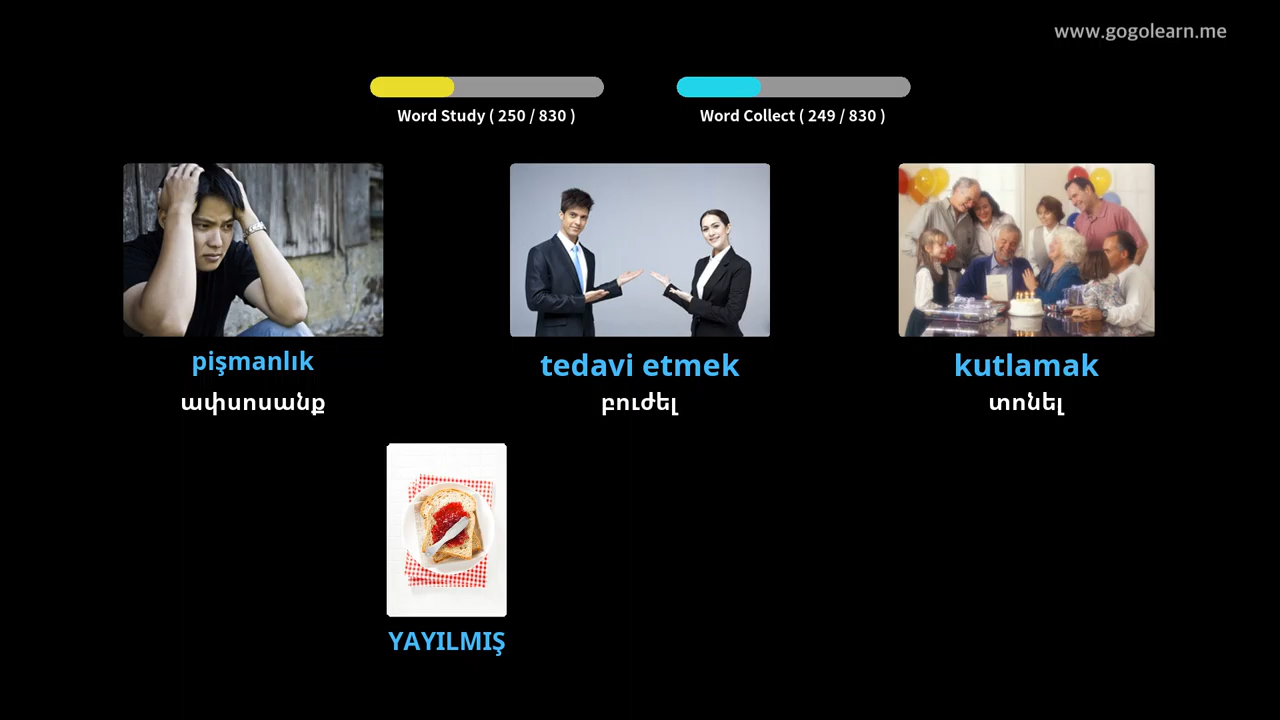 www.gogolearn.me
Word Study ( 250 / 830 )
Word Collect ( 249 / 830 )
pişmanlık
tedavi etmek
kutlamak
ափսոսանք
բուժել
տոնել
YAYILMIŞ